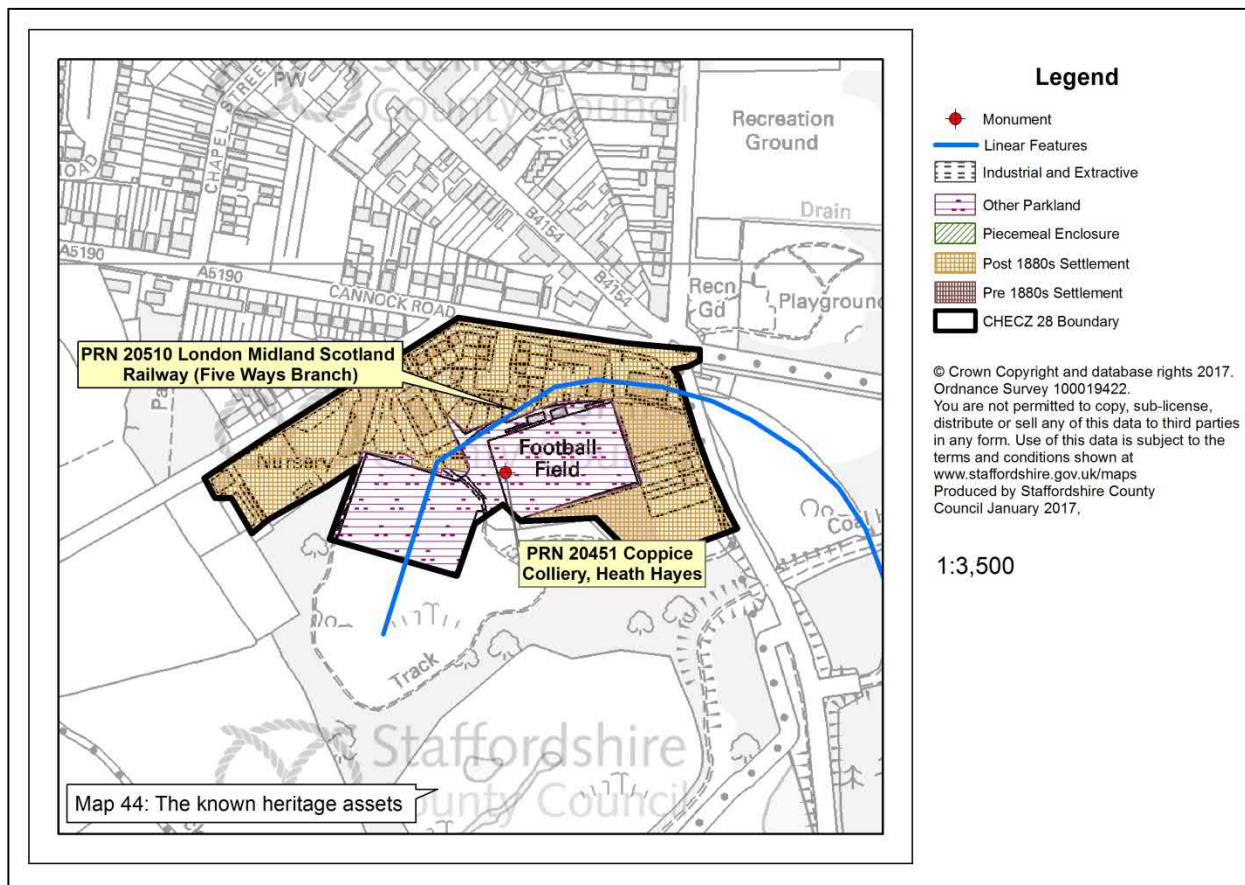 Staffordshire
County Council
PW
CHAPEL STREET
ROAD
Recreation
Ground
Drain
B4154
A5190
A5190
CANNOCK ROAD
B4154
Recn
Gd
Playground
PRN 20510 London Midland Scotland
Railway (Five Ways Branch)
Nursery
Football
Field
PRN 20451 Coppice
Colliery, Heath Hayes
Track
Staffordshire
County Council
Map 44: The known heritage assets
Legend
Monument
Linear Features
Industrial and Extractive
Other Parkland
Piecemeal Enclosure
Post 1880s Settlement
Pre 1880s Settlement
CHECZ 28 Boundary
© Crown Copyright and database rights 2017.
Ordnance Survey 100019422.
You are not permitted to copy, sub-license,
distribute or sell any of this data to third parties
in any form. Use of this data is subject to the
terms and conditions shown at
www.staffordshire.gov.uk/maps
Produced by Staffordshire County
Council January 2017,
1:3,500